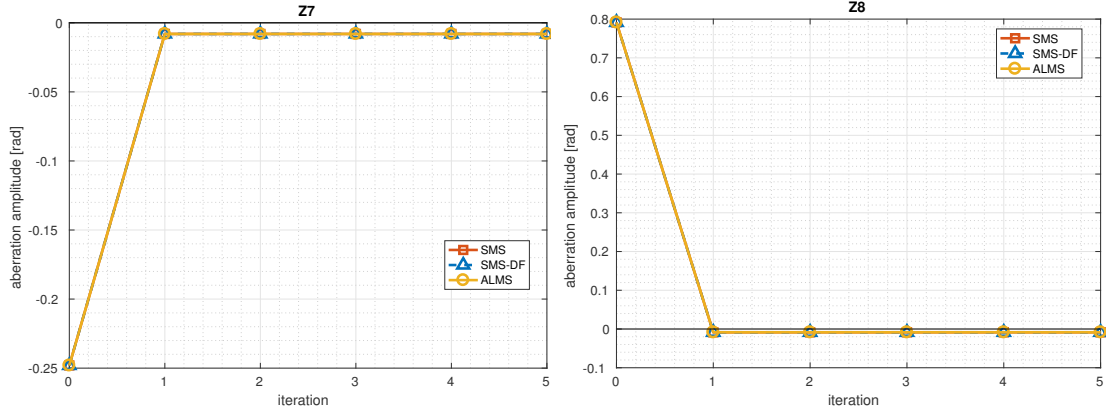 Z7
0
-0.05
-0.1
-0.15
-0.2
-0.25
aberration amplitude [rad]
0 1 2 3 4 5
iteration
SMS
SMS-DF
ALMS
Z8
0.8
0.7
0.6
0.5
0.4
0.3
0.2
0.1
0
-0.1
aberration amplitude [rad]
0 1 2 3 4 5
iteration
SMS
SMS-DF
ALMS